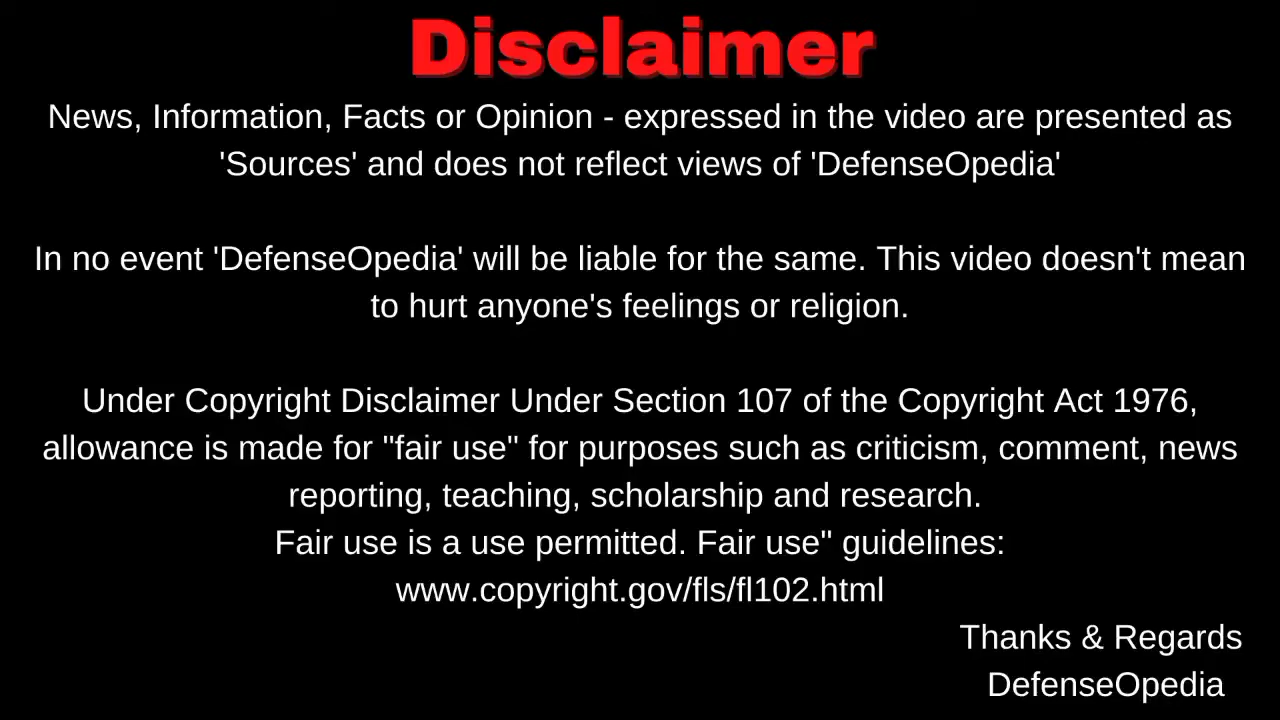 Disclaimer
News, Information, Facts or Opinion - expressed in the video are presented as
'Sources' and does not reflect views of 'DefenseOpedia'
In no event 'DefenseOpedia' will be liable for the same. This video doesn't mean
to hurt anyone's feelings or religion.
Under Copyright Disclaimer Under Section 107 of the Copyright Act 1976,
allowance is made for "fair use" for purposes such as criticism, comment, news
reporting, teaching, scholarship and research.
Fair use is a use permitted. Fair use" guidelines:
www.copyright.gov/fls/fl102.html
Thanks & Regards
DefenseOpedia